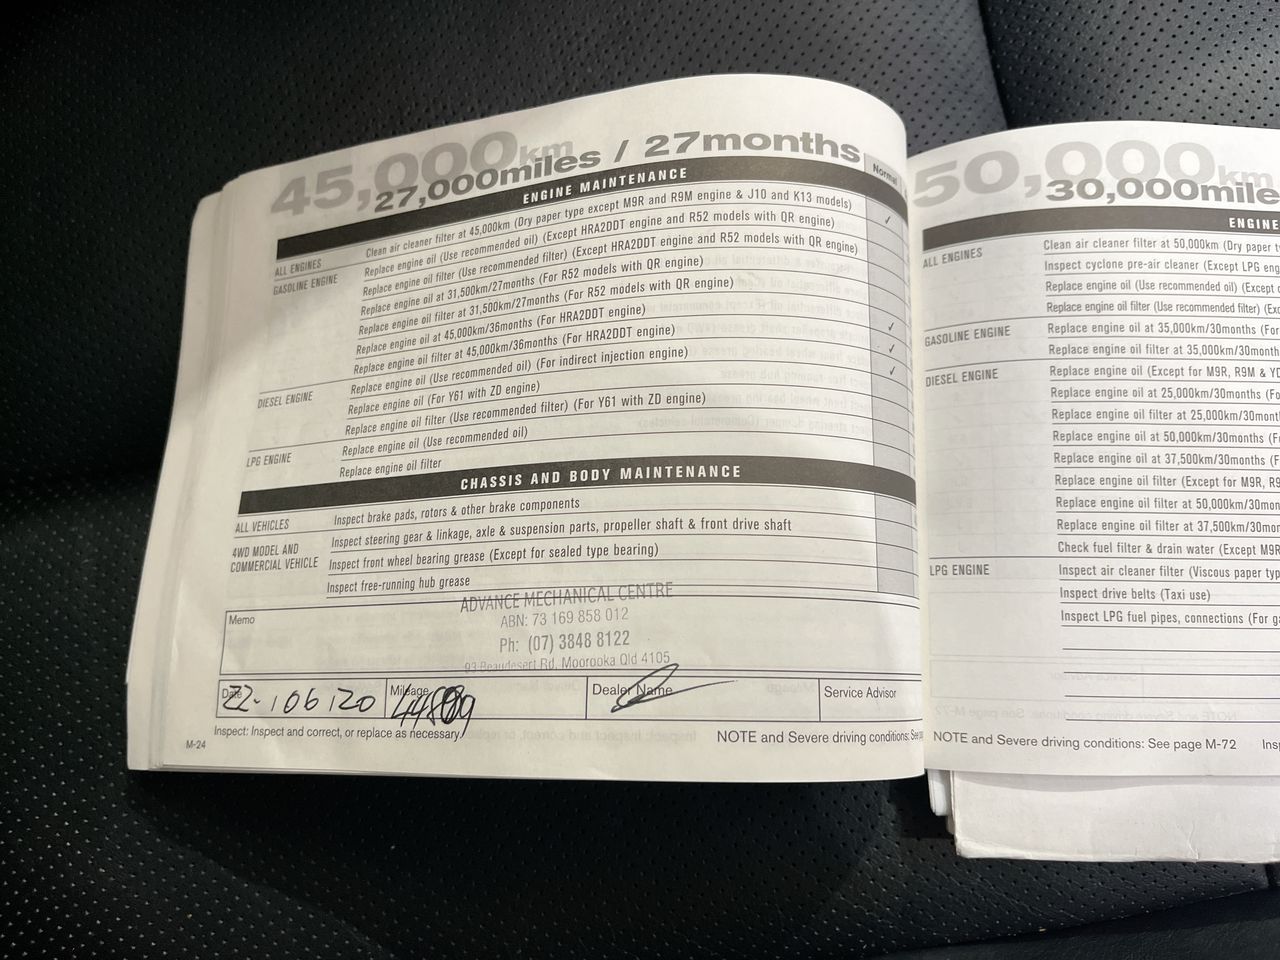 45,000km
27,000miles / 27months
Normal
ENGINE MAINTENANCE
ALL ENGINES Clean air cleaner filter at 45,000km (Dry paper type except M9R and R9M engine & J10 and K13 models) ✓
GASOLINE ENGINE Replace engine oil (Use recommended oil) (Except HRA2DDT engine and R52 models with QR engine)
Replace engine oil filter (Use recommended filter) (Except HRA2DDT engine and R52 models with QR engine)
Replace engine oil at 31,500km/27months (For R52 models with QR engine)
Replace engine oil filter at 31,500km/27months (For R52 models with QR engine)
Replace engine oil at 45,000km/36months (For HRA2DDT engine)
Replace engine oil filter at 45,000km/36months (For HRA2DDT engine)
DIESEL ENGINE Replace engine oil (Use recommended oil) (For indirect injection engine)
Replace engine oil (For Y61 with ZD engine)
Replace engine oil filter (Use recommended filter) (For Y61 with ZD engine)
LPG ENGINE Replace engine oil (Use recommended oil)
Replace engine oil filter
CHASSIS AND BODY MAINTENANCE
ALL VEHICLES Inspect brake pads, rotors & other brake components
4WD MODEL AND COMMERCIAL VEHICLE Inspect steering gear & linkage, axle & suspension parts, propeller shaft & front drive shaft
Inspect front wheel bearing grease (Except for sealed type bearing)
Inspect free-running hub grease
Memo
ADVANCE MECHANICAL CENTRE
ABN: 73 169 858 012
Ph: (07) 3848 8122
93 Beaudesert Rd, Moorooka Qld 4105
Date 22-106120 Mileage Dealer Name Service Advisor
Inspect: Inspect and correct, or replace as necessary.
NOTE and Severe driving conditions: See
M-24
50,000km
30,000mile
ENGINE
ALL ENGINES Clean air cleaner filter at 50,000km (Dry paper t
Inspect cyclone pre-air cleaner (Except LPG eng
Replace engine oil (Use recommended oil) (Except
Replace engine oil filter (Use recommended filter) (Exc
GASOLINE ENGINE Replace engine oil at 35,000km/30months (For
Replace engine oil filter at 35,000km/30month
DIESEL ENGINE Replace engine oil (Except for M9R, R9M & YD
Replace engine oil at 25,000km/30months (Fo
Replace engine oil filter at 25,000km/30mont
Replace engine oil at 50,000km/30months (F
Replace engine oil at 37,500km/30months (F
Replace engine oil filter (Except for M9R, R9
Replace engine oil filter at 50,000km/30mon
Replace engine oil filter at 37,500km/30mor
Check fuel filter & drain water (Except M9R
LPG ENGINE Inspect air cleaner filter (Viscous paper typ
Inspect drive belts (Taxi use)
Inspect LPG fuel pipes, connections (For ga
NOTE and Severe driving conditions: See page M-72
Insp